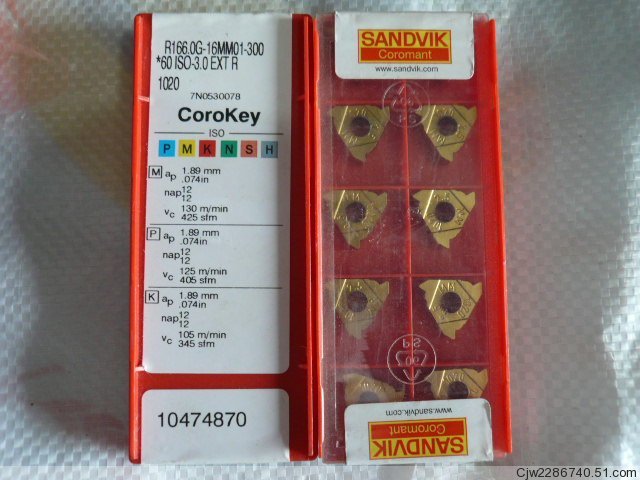 R166.0G-16MM01-300
*60 ISO-3.0 EXT R
1020
7N0530078
CoroKey
ISO
P M K N S H
M ap 1.89 mm
.074in
nap 12
12
vc 130 m/min
425 sfm
P ap 1.89 mm
.074in
nap 12
12
vc 125 m/min
405 sfm
K ap 1.89 mm
.074in
nap 12
12
vc 105 m/min
345 sfm
10474870
SANDVIK
Coromant
www.sandvik.com
www.sandvik.com
SANDVIK
Coromant
Cjw2286740.51.com